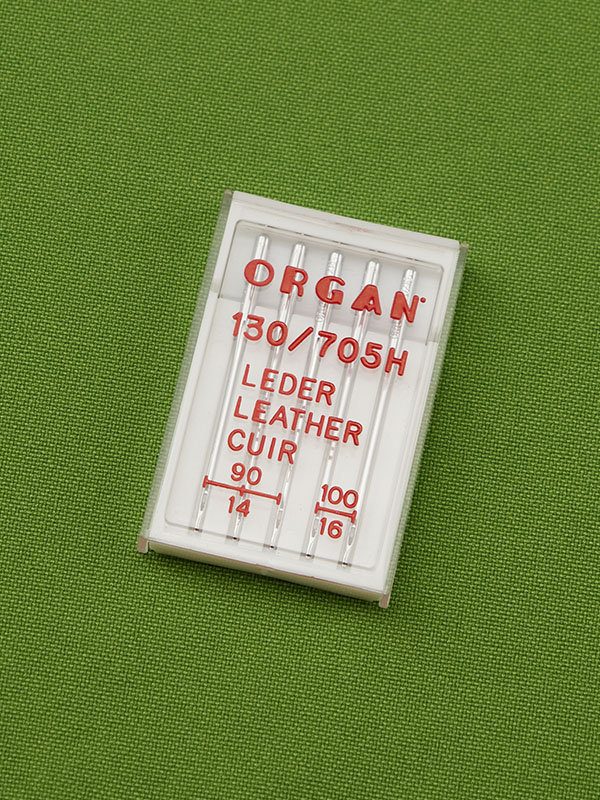 ORGAN
130/705H
LEDER
LEATHER
CUIR
90
14
100
16